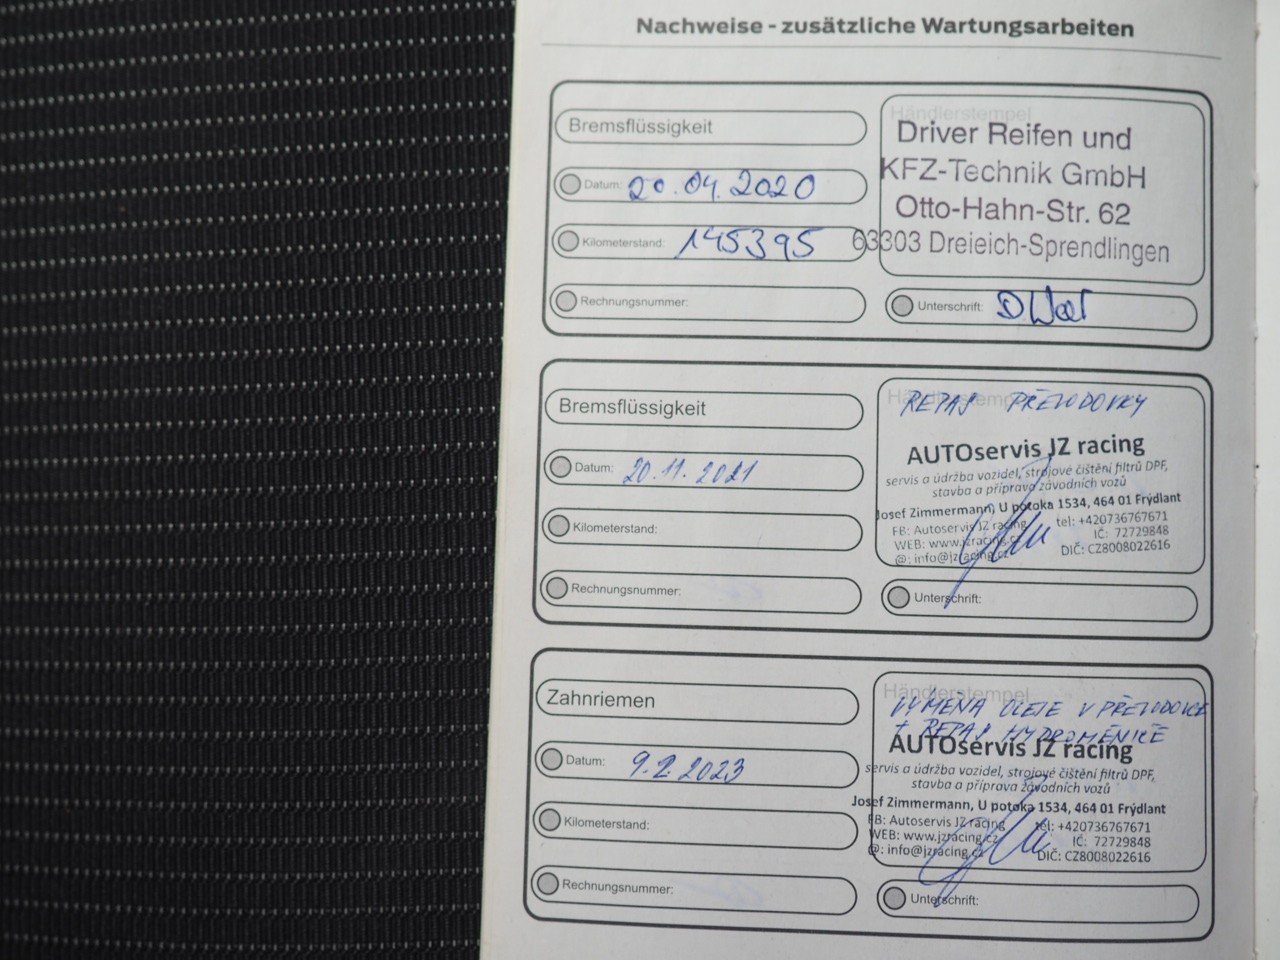 Nachweise - zusätzliche Wartungsarbeiten
Bremsflüssigkeit
Datum: 20.04.2020
Kilometerstand: 145395
Rechnungsnummer:
Händlerstempel
Driver Reifen und
KFZ-Technik GmbH
Otto-Hahn-Str. 62
63303 Dreieich-Sprendlingen
Unterschrift:
Bremsflüssigkeit
Datum: 20.11.2021
Kilometerstand:
Rechnungsnummer:
REPAS PŘEVODOVKY
AUTOservis JZ racing
servis a údržba vozidel, strojové čištění filtrů DPF,
stavba a příprava závodních vozů
Josef Zimmermann, U potoka 1534, 464 01 Frýdlant
FB: Autoservis JZ racing tel: +420736767671
WEB: www.jzracing.cz IČ: 72729848
@: info@jzracing.cz DIČ: CZ8008022616
Unterschrift:
Zahnriemen
Datum: 9.2.2023
Kilometerstand:
Rechnungsnummer:
Händlerstempel
VÝMĚNA OLEJE V PŘEVODOVCE
+ REPAS HYDROMĚNIČE
AUTOservis JZ racing
servis a údržba vozidel, strojové čištění filtrů DPF,
stavba a příprava závodních vozů
Josef Zimmermann, U potoka 1534, 464 01 Frýdlant
FB: Autoservis JZ racing tel: +420736767671
WEB: www.jzracing.cz IČ: 72729848
@: info@jzracing.cz DIČ: CZ8008022616
Unterschrift: